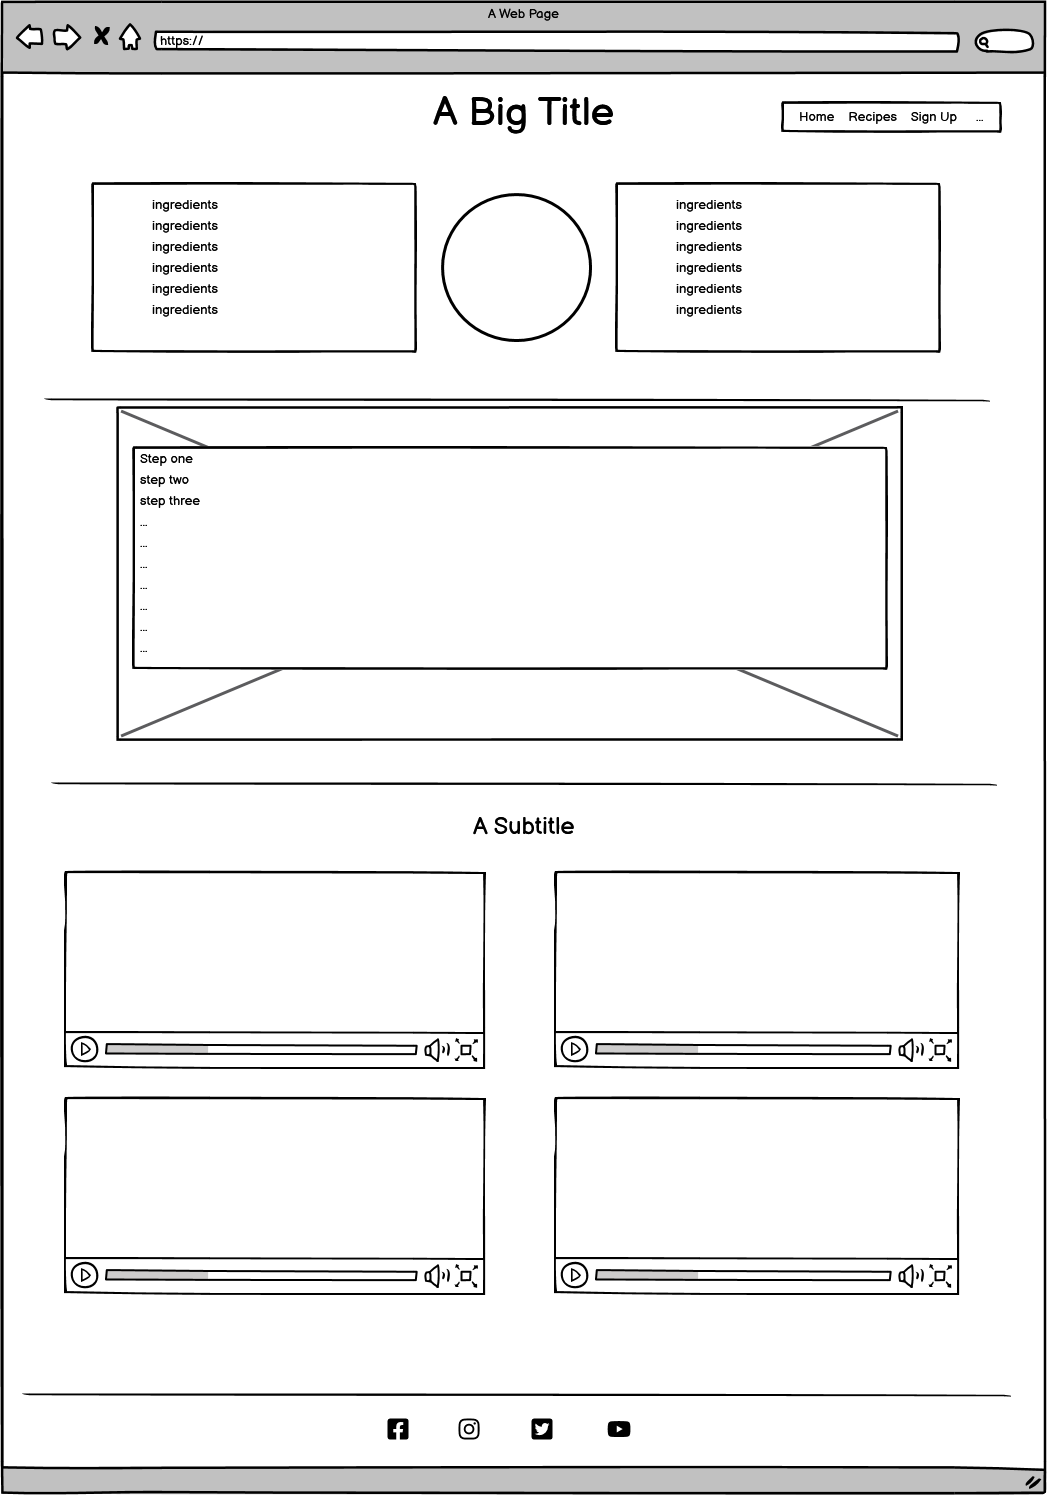 A Web Page
https://
A Big Title
Home Recipes Sign Up ...
ingredients
ingredients
ingredients
ingredients
ingredients
ingredients
ingredients
ingredients
ingredients
ingredients
ingredients
ingredients
Step one
step two
step three
...
...
...
...
...
...
...
A Subtitle